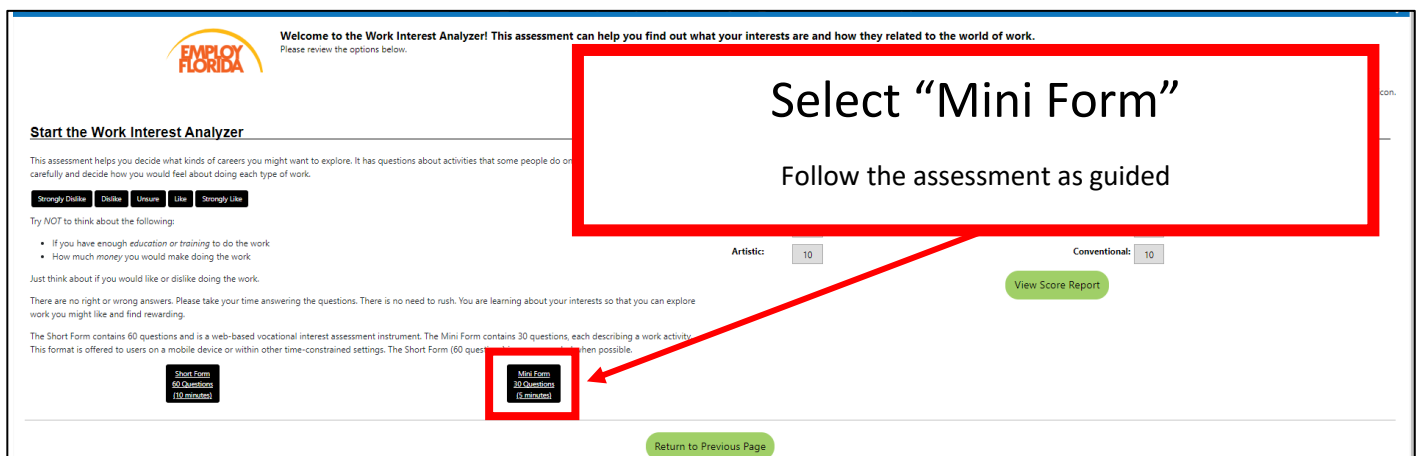 EMPLOY
FLORIDA
Welcome to the Work Interest Analyzer! This assessment can help you find out what your interests are and how they related to the world of work.
Please review the options below.
Select “Mini Form”
Follow the assessment as guided
con.
Start the Work Interest Analyzer
This assessment helps you decide what kinds of careers you might want to explore. It has questions about activities that some people do on
carefully and decide how you would feel about doing each type of work.
Strongly Dislike Dislike Unsure Like Strongly Like
Try NOT to think about the following:
• If you have enough education or training to do the work
• How much money you would make doing the work
Artistic: 10 Conventional: 10
Just think about if you would like or dislike doing the work.
View Score Report
There are no right or wrong answers. Please take your time answering the questions. There is no need to rush. You are learning about your interests so that you can explore
work you might like and find rewarding.
The Short Form contains 60 questions and is a web-based vocational interest assessment instrument. The Mini Form contains 30 questions, each describing a work activity.
This format is offered to users on a mobile device or within other time-constrained settings. The Short Form (60 when possible.
Short Form
60 Questions
(10 minutes)
Mini Form
30 Questions
(5 minutes)
Return to Previous Page